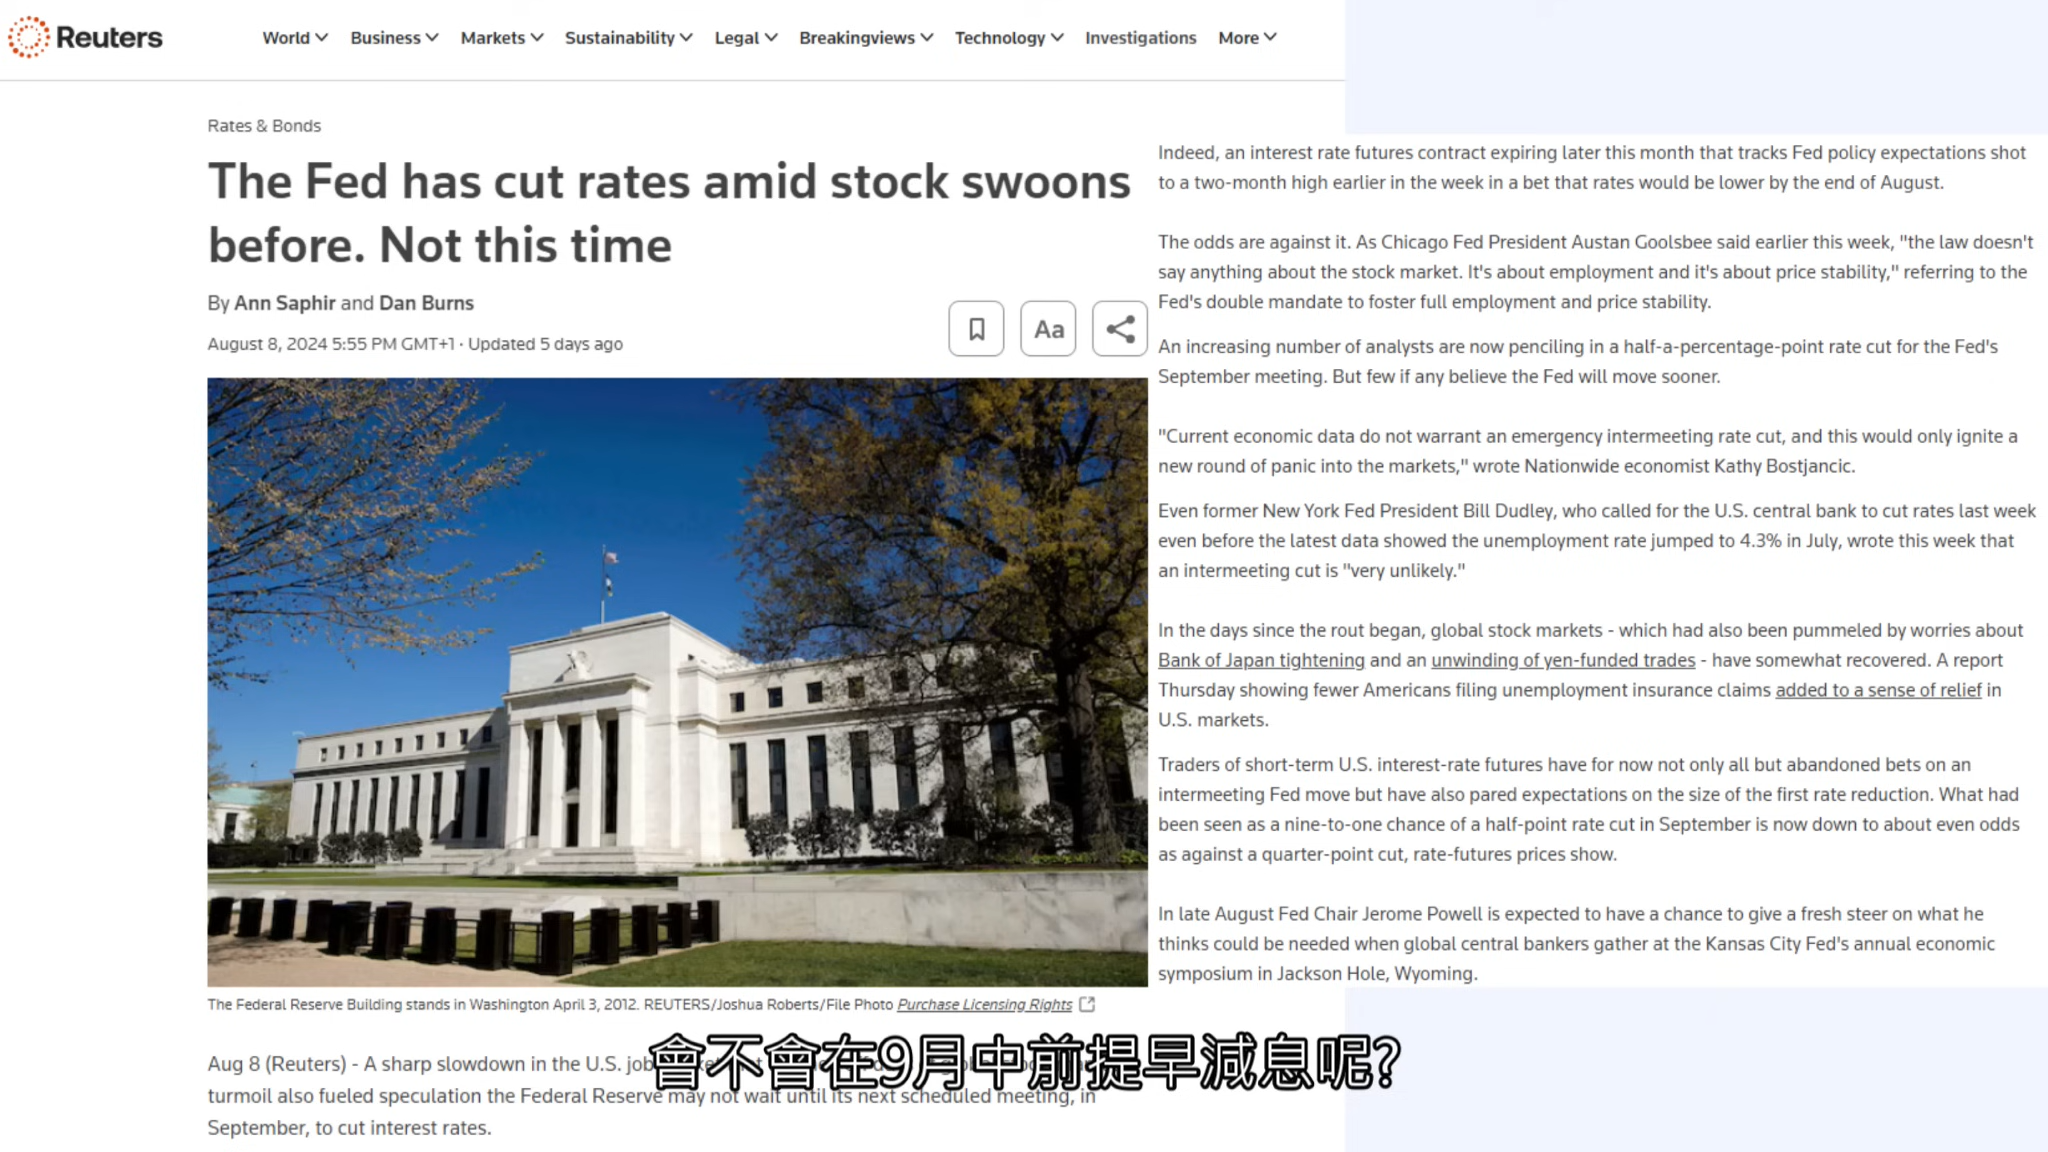 Reuters
World
Business
Markets
Sustainability
Legal
Breakingviews
Technology
Investigations
More
Rates & Bonds
The Fed has cut rates amid stock swoons
before. Not this time
By Ann Saphir and Dan Burns
August 8, 2024 5:55 PM GMT+1 · Updated 5 days ago
Aa
The Federal Reserve Building stands in Washington April 3, 2012. REUTERS/Joshua Roberts/File Photo Purchase Licensing Rights
Aug 8 (Reuters) - A sharp slowdown in the U.S. job
turmoil also fueled speculation the Federal Reserve may not wait until its next scheduled meeting, in
September, to cut interest rates.
Indeed, an interest rate futures contract expiring later this month that tracks Fed policy expectations shot
to a two-month high earlier in the week in a bet that rates would be lower by the end of August.
The odds are against it. As Chicago Fed President Austan Goolsbee said earlier this week, "the law doesn't
say anything about the stock market. It's about employment and it's about price stability," referring to the
Fed's double mandate to foster full employment and price stability.
An increasing number of analysts are now penciling in a half-a-percentage-point rate cut for the Fed's
September meeting. But few if any believe the Fed will move sooner.
"Current economic data do not warrant an emergency intermeeting rate cut, and this would only ignite a
new round of panic into the markets," wrote Nationwide economist Kathy Bostjancic.
Even former New York Fed President Bill Dudley, who called for the U.S. central bank to cut rates last week
even before the latest data showed the unemployment rate jumped to 4.3% in July, wrote this week that
an intermeeting cut is "very unlikely."
In the days since the rout began, global stock markets - which had also been pummeled by worries about
Bank of Japan tightening and an unwinding of yen-funded trades - have somewhat recovered. A report
Thursday showing fewer Americans filing unemployment insurance claims added to a sense of relief in
U.S. markets.
Traders of short-term U.S. interest-rate futures have for now not only all but abandoned bets on an
intermeeting Fed move but have also pared expectations on the size of the first rate reduction. What had
been seen as a nine-to-one chance of a half-point rate cut in September is now down to about even odds
as against a quarter-point cut, rate-futures prices show.
In late August Fed Chair Jerome Powell is expected to have a chance to give a fresh steer on what he
thinks could be needed when global central bankers gather at the Kansas City Fed's annual economic
symposium in Jackson Hole, Wyoming.
會不會在9月中前提早減息呢?